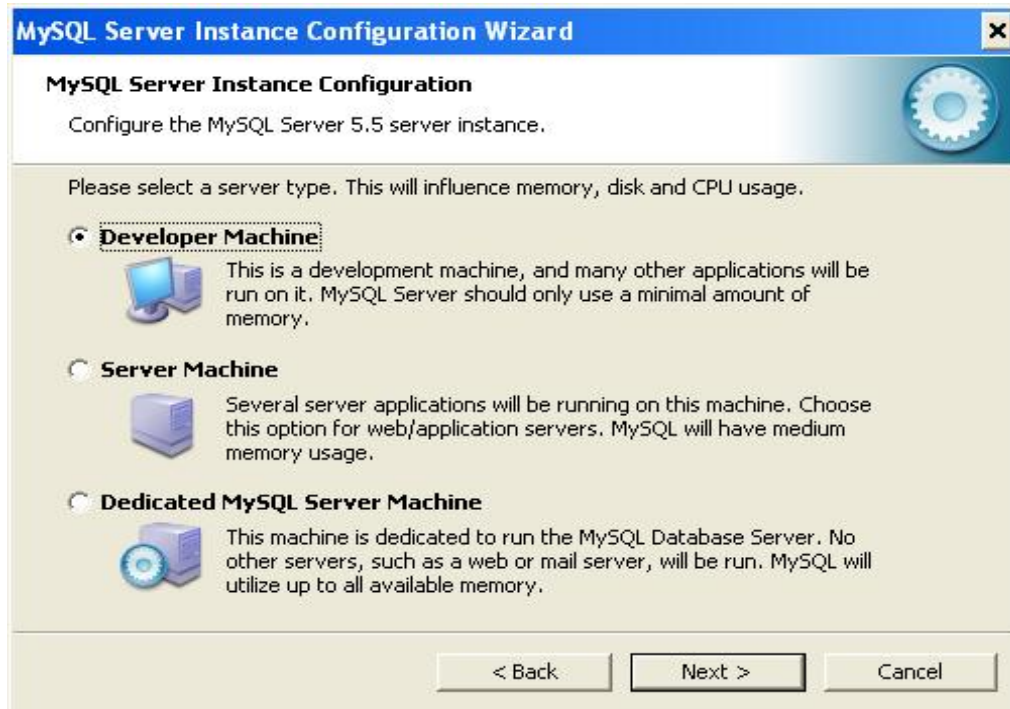 MySQL Server Instance Configuration Wizard
MySQL Server Instance Configuration
Configure the MySQL Server 5.5 server instance.
Please select a server type. This will influence memory, disk and CPU usage.
Developer Machine
This is a development machine, and many other applications will be
run on it. MySQL Server should only use a minimal amount of
memory.
Server Machine
Several server applications will be running on this machine. Choose
this option for web/application servers. MySQL will have medium
memory usage.
Dedicated MySQL Server Machine
This machine is dedicated to run the MySQL Database Server. No
other servers, such as a web or mail server, will be run. MySQL will
utilize up to all available memory.
< Back Next > Cancel